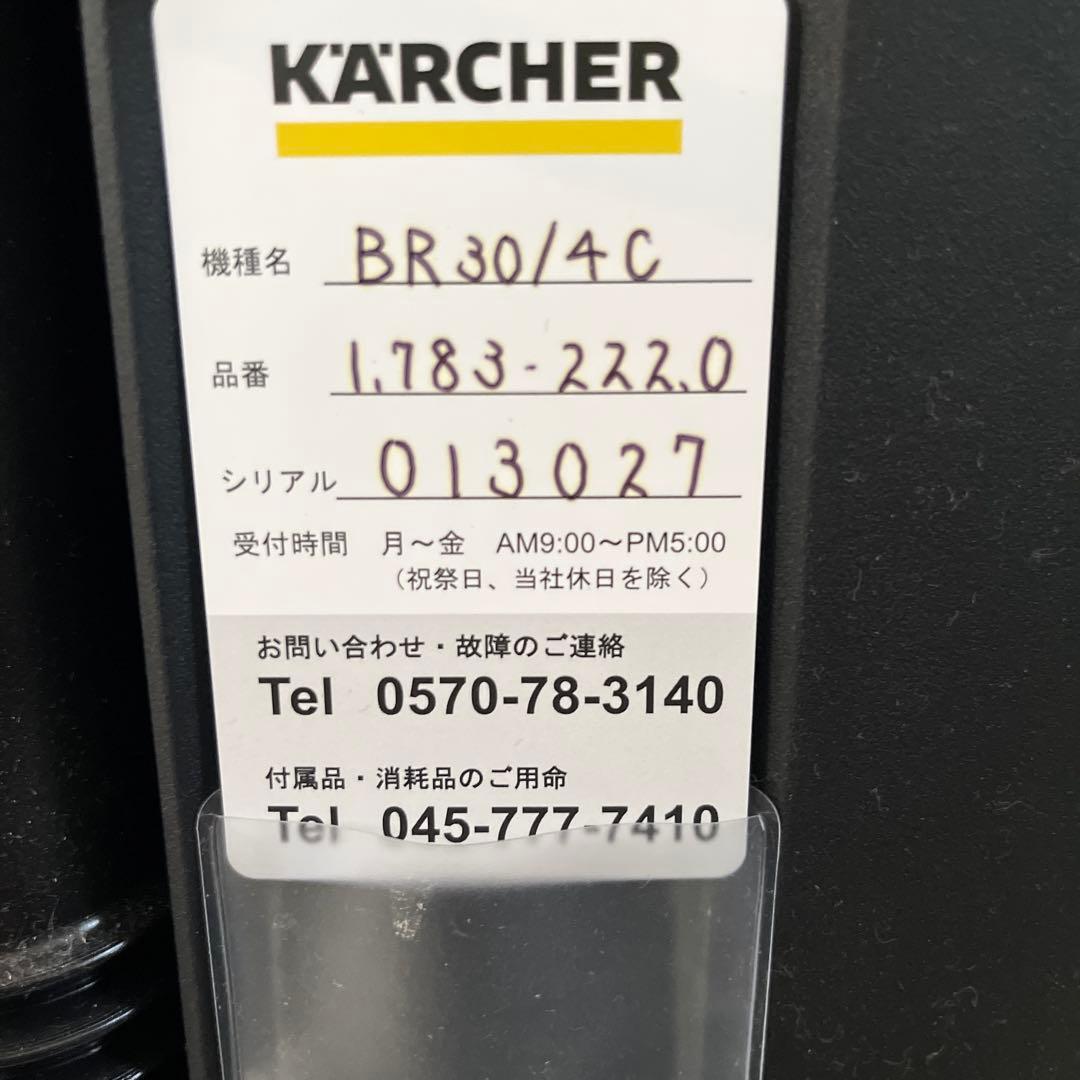 KÄRCHER
機種名 BR30/4C
品番 1.783-222.0
シリアル 013027
受付時間 月～金 AM9:00～PM5:00
（祝祭日、当社休日を除く）
お問い合わせ・故障のご連絡
Tel 0570-78-3140
付属品・消耗品のご用命
Tel 045-777-7410